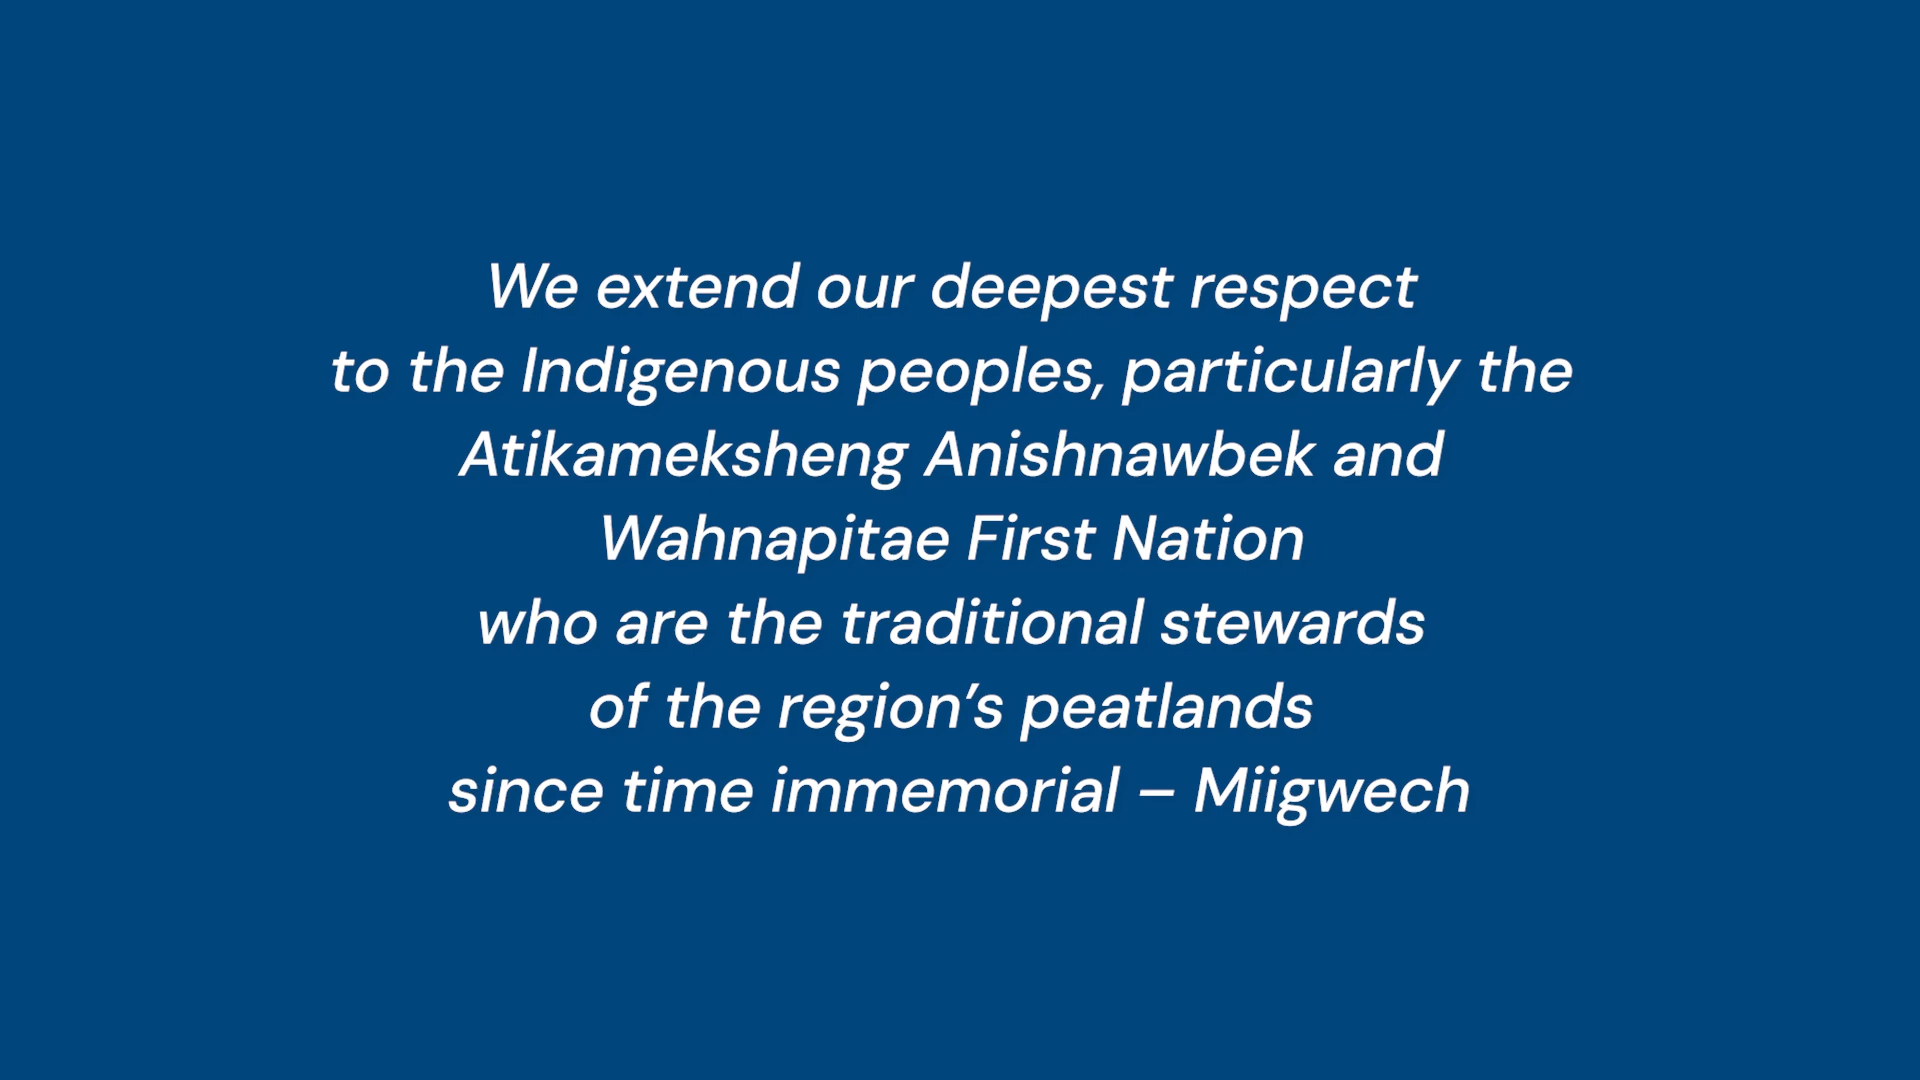 We extend our deepest respect
to the Indigenous peoples, particularly the
Atikameksheng Anishnawbek and
Wahnapitae First Nation
who are the traditional stewards
of the region’s peatlands
since time immemorial – Miigwech